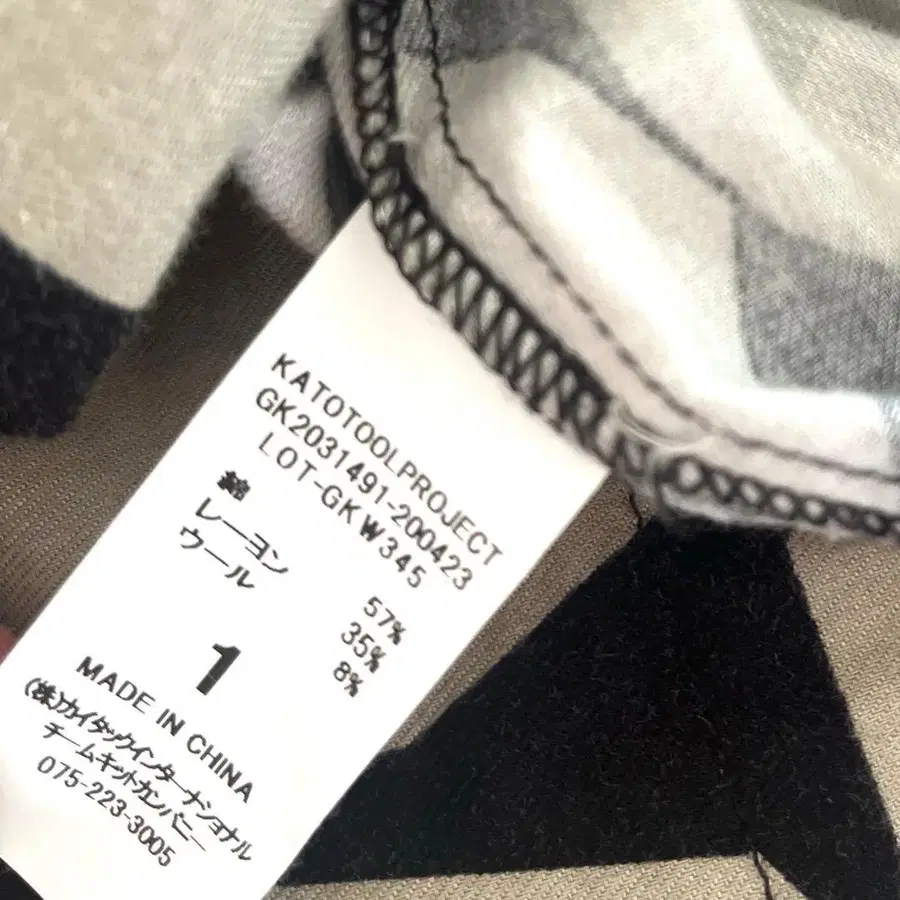 KATOTOOLPROJECT
GK2031491-200423
LOT-GKW345
綿 57%
レーヨン 35%
ウール 8%
1
MADE IN CHINA
(株)カイタックインターナショナル
チームキットカンパニー
075-223-3005